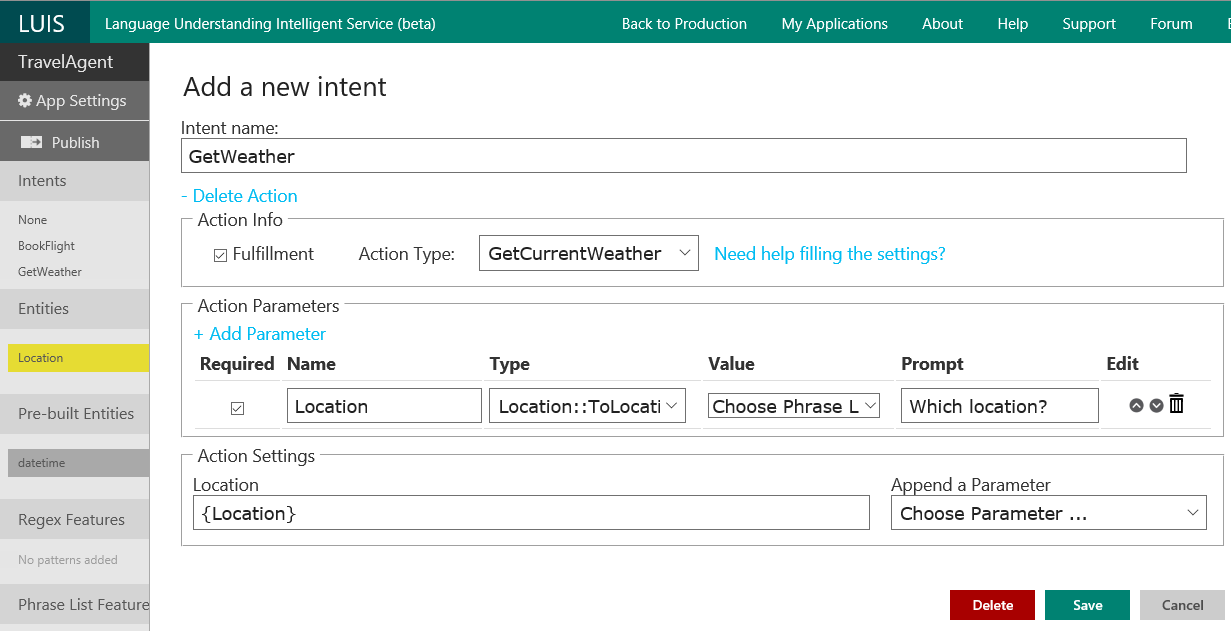 LUIS Language Understanding Intelligent Service (beta) Back to Production My Applications About Help Support Forum
TravelAgent
App Settings
Publish
Intents
None
BookFlight
GetWeather
Entities
Location
Pre-built Entities
datetime
Regex Features
No patterns added
Phrase List Feature
Add a new intent
Intent name:
GetWeather
- Delete Action
Action Info
Fulfillment Action Type: GetCurrentWeather Need help filling the settings?
Action Parameters
+ Add Parameter
Required Name Type Value Prompt Edit
Location Location::ToLocati Choose Phrase L Which location?
Action Settings
Location Append a Parameter
{Location} Choose Parameter ...
Delete Save Cancel